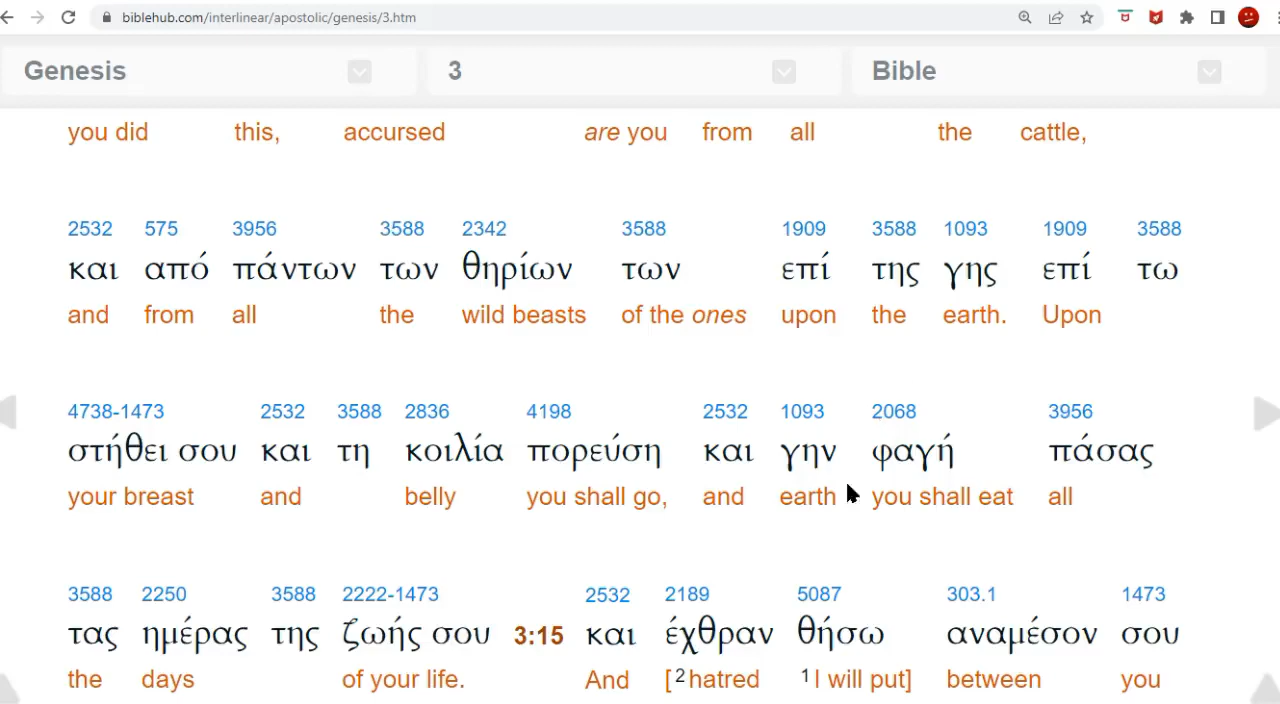 biblehub.com/interlinear/apostolic/genesis/3.htm
Genesis 3 Bible
you did this, accursed are you from all the cattle,
2532 575 3956 3588 2342 3588 1909 3588 1093 1909 3588
και από πάντων των θηρίων των επί της γης επί τω
and from all the wild beasts of the ones upon the earth. Upon
4738-1473 2532 3588 2836 4198 2532 1093 2068 3956
στήθει σου και τη κοιλία πορεύση και γην φαγή πάσας
your breast and belly you shall go, and earth you shall eat all
3588 2250 3588 2222-1473 2532 2189 5087 303.1 1473
τας ημέρας της ζωής σου 3:15 και έχθραν θήσω αναμέσον σου
the days of your life. And [2hatred 1I will put] between you